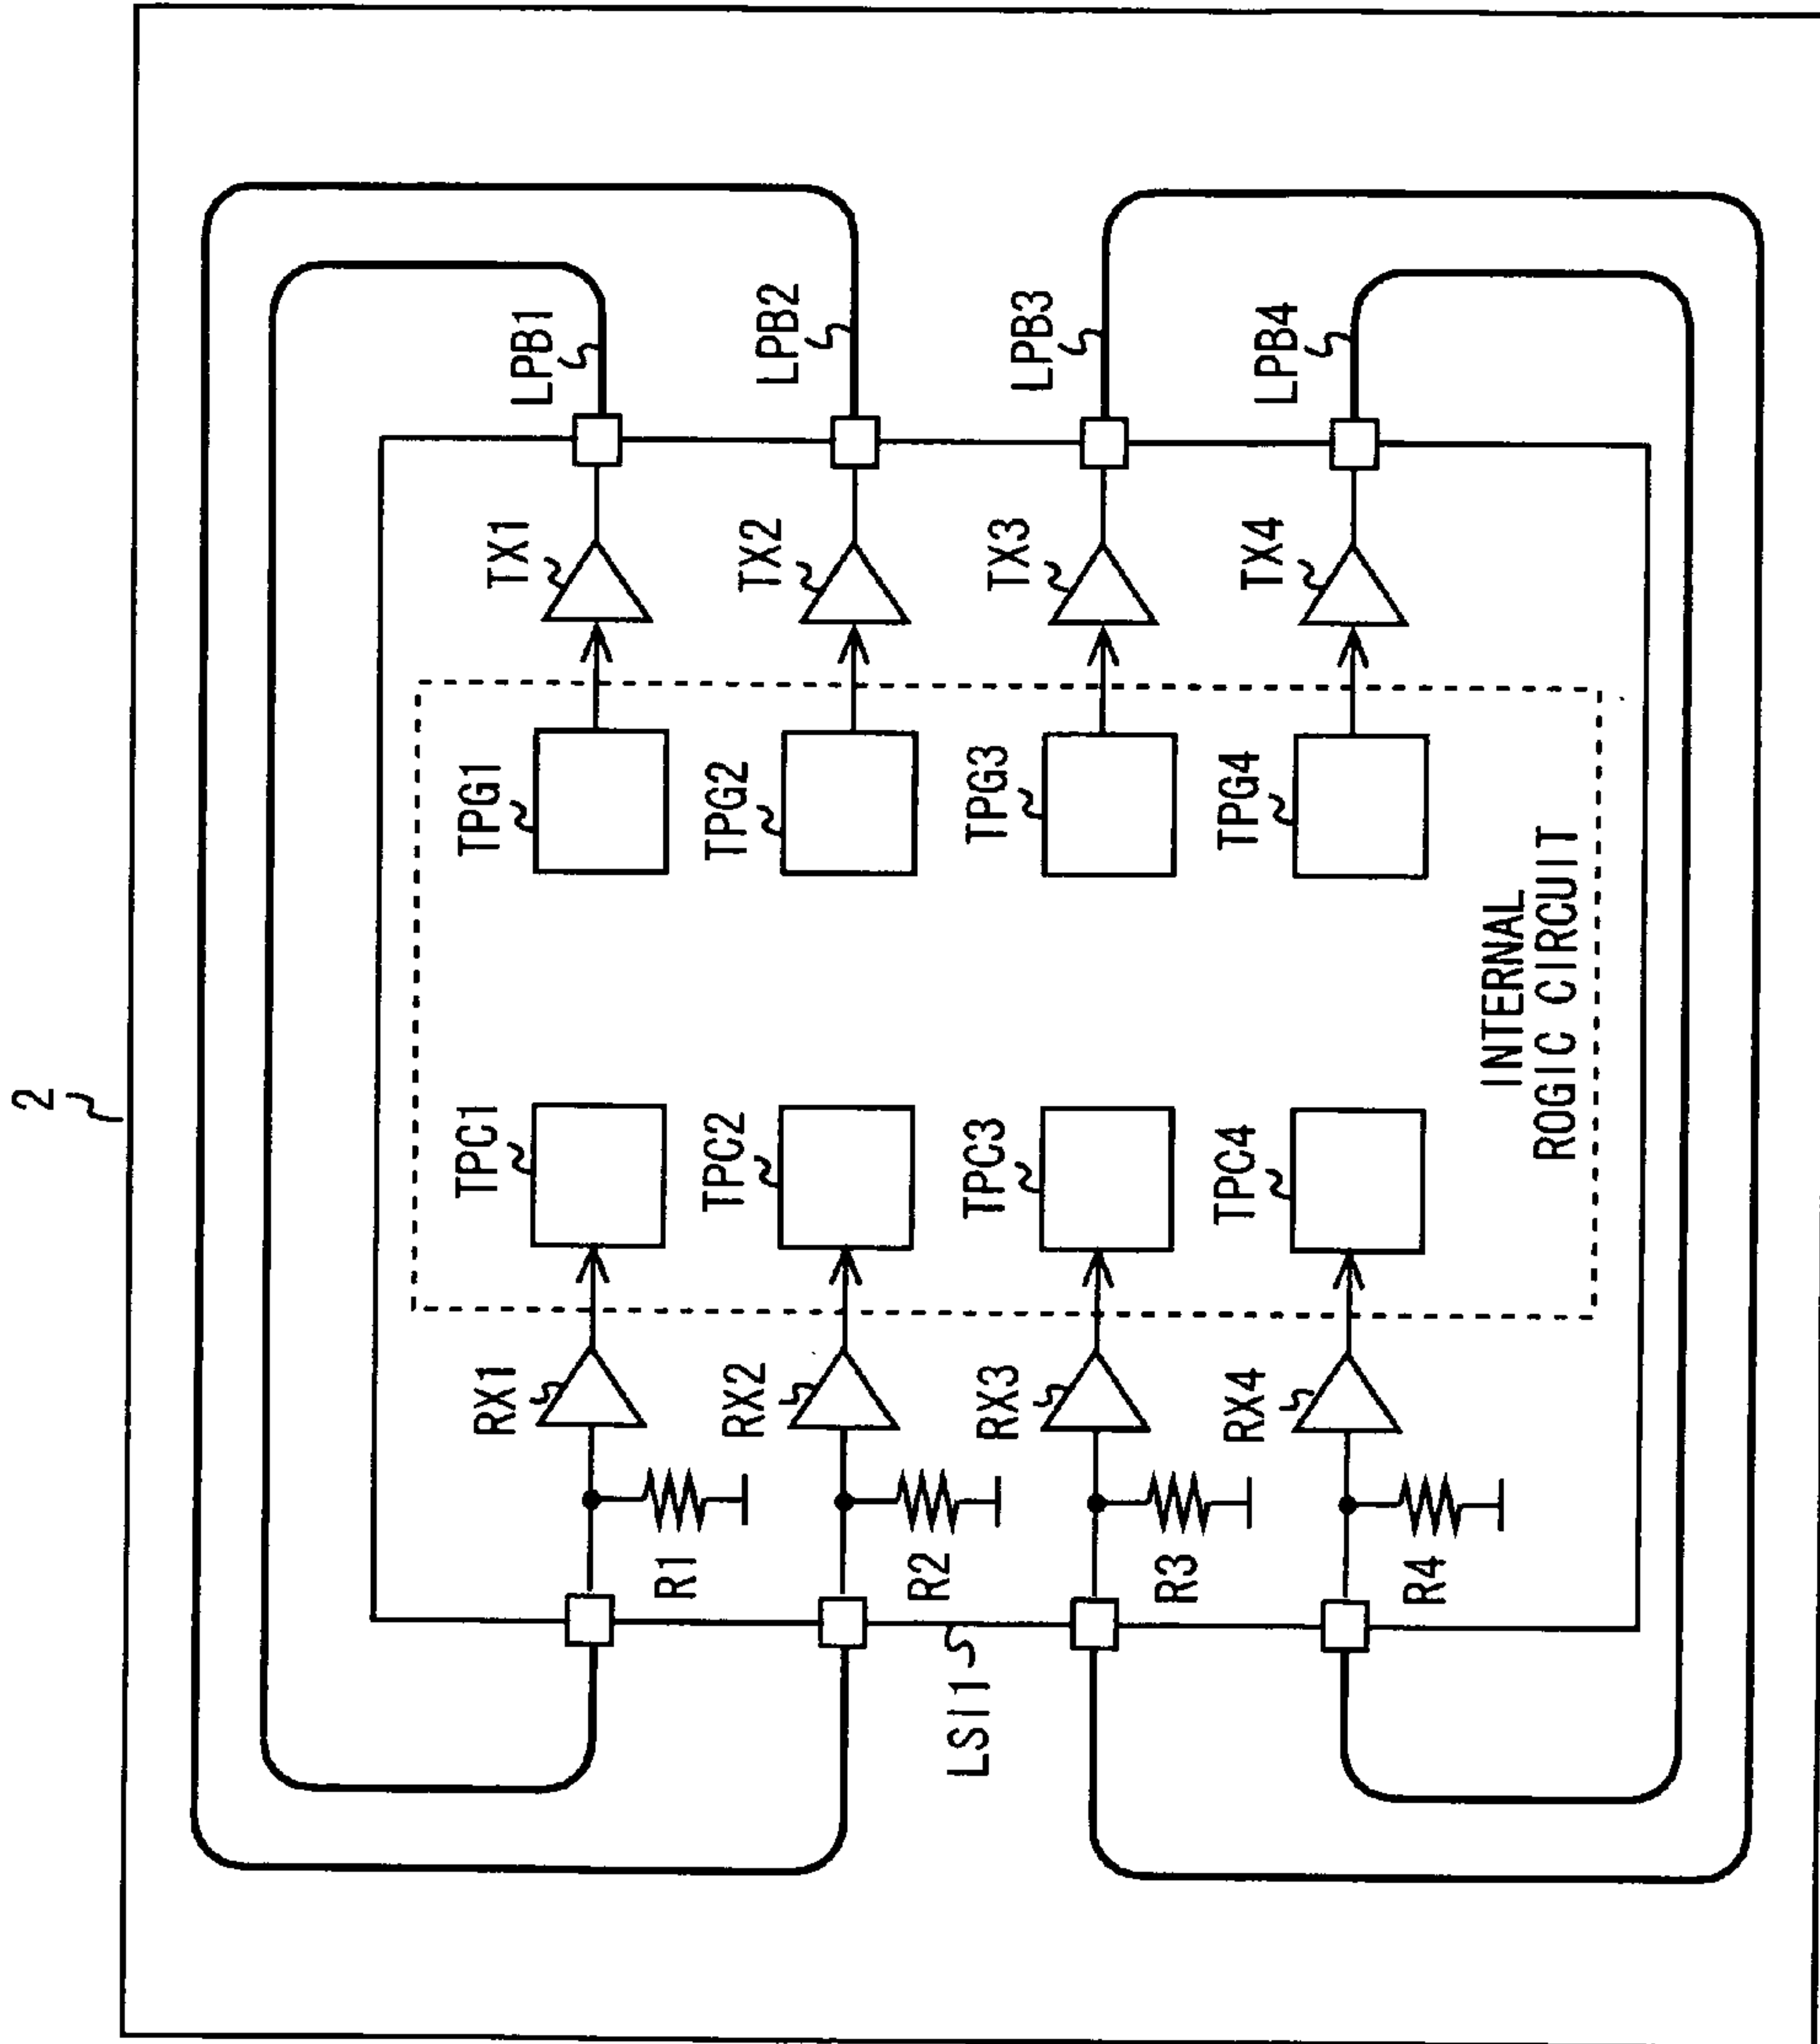 2
RX1
TPC1
TPG1
TX1
LPB1
R1
RX2
TPC2
TPG2
TX2
LPB2
R2
LSI1
RX3
TPC3
TPG3
TX3
LPB3
R3
RX4
TPC4
TPG4
TX4
LPB4
R4
INTERNAL
ROGIC CIRCUIT